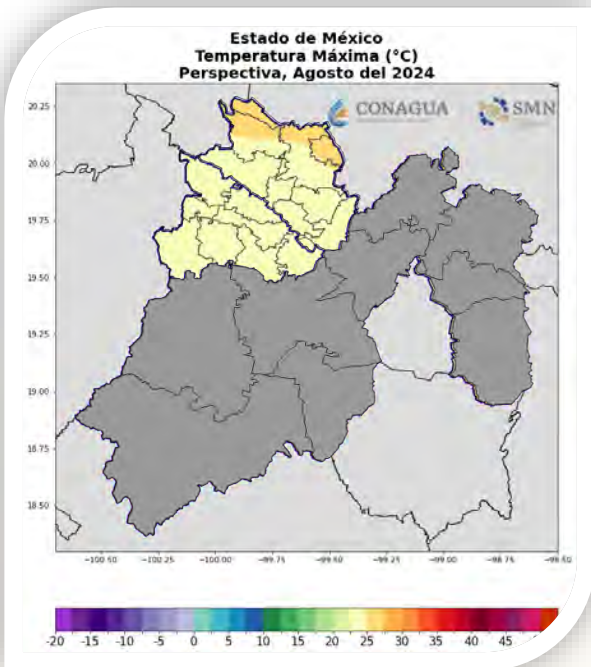 Estado de México
Temperatura Máxima (°C)
Perspectiva, Agosto del 2024
CONAGUA SMN
20.25
20.00
19.75
19.50
19.25
19.00
18.75
18.50
−100.50 −100.25 −100.00 −99.75 −99.50 −99.25 −99.00 −98.75
-20 -15 -10 -5 0 5 10 15 20 25 30 35 40 45